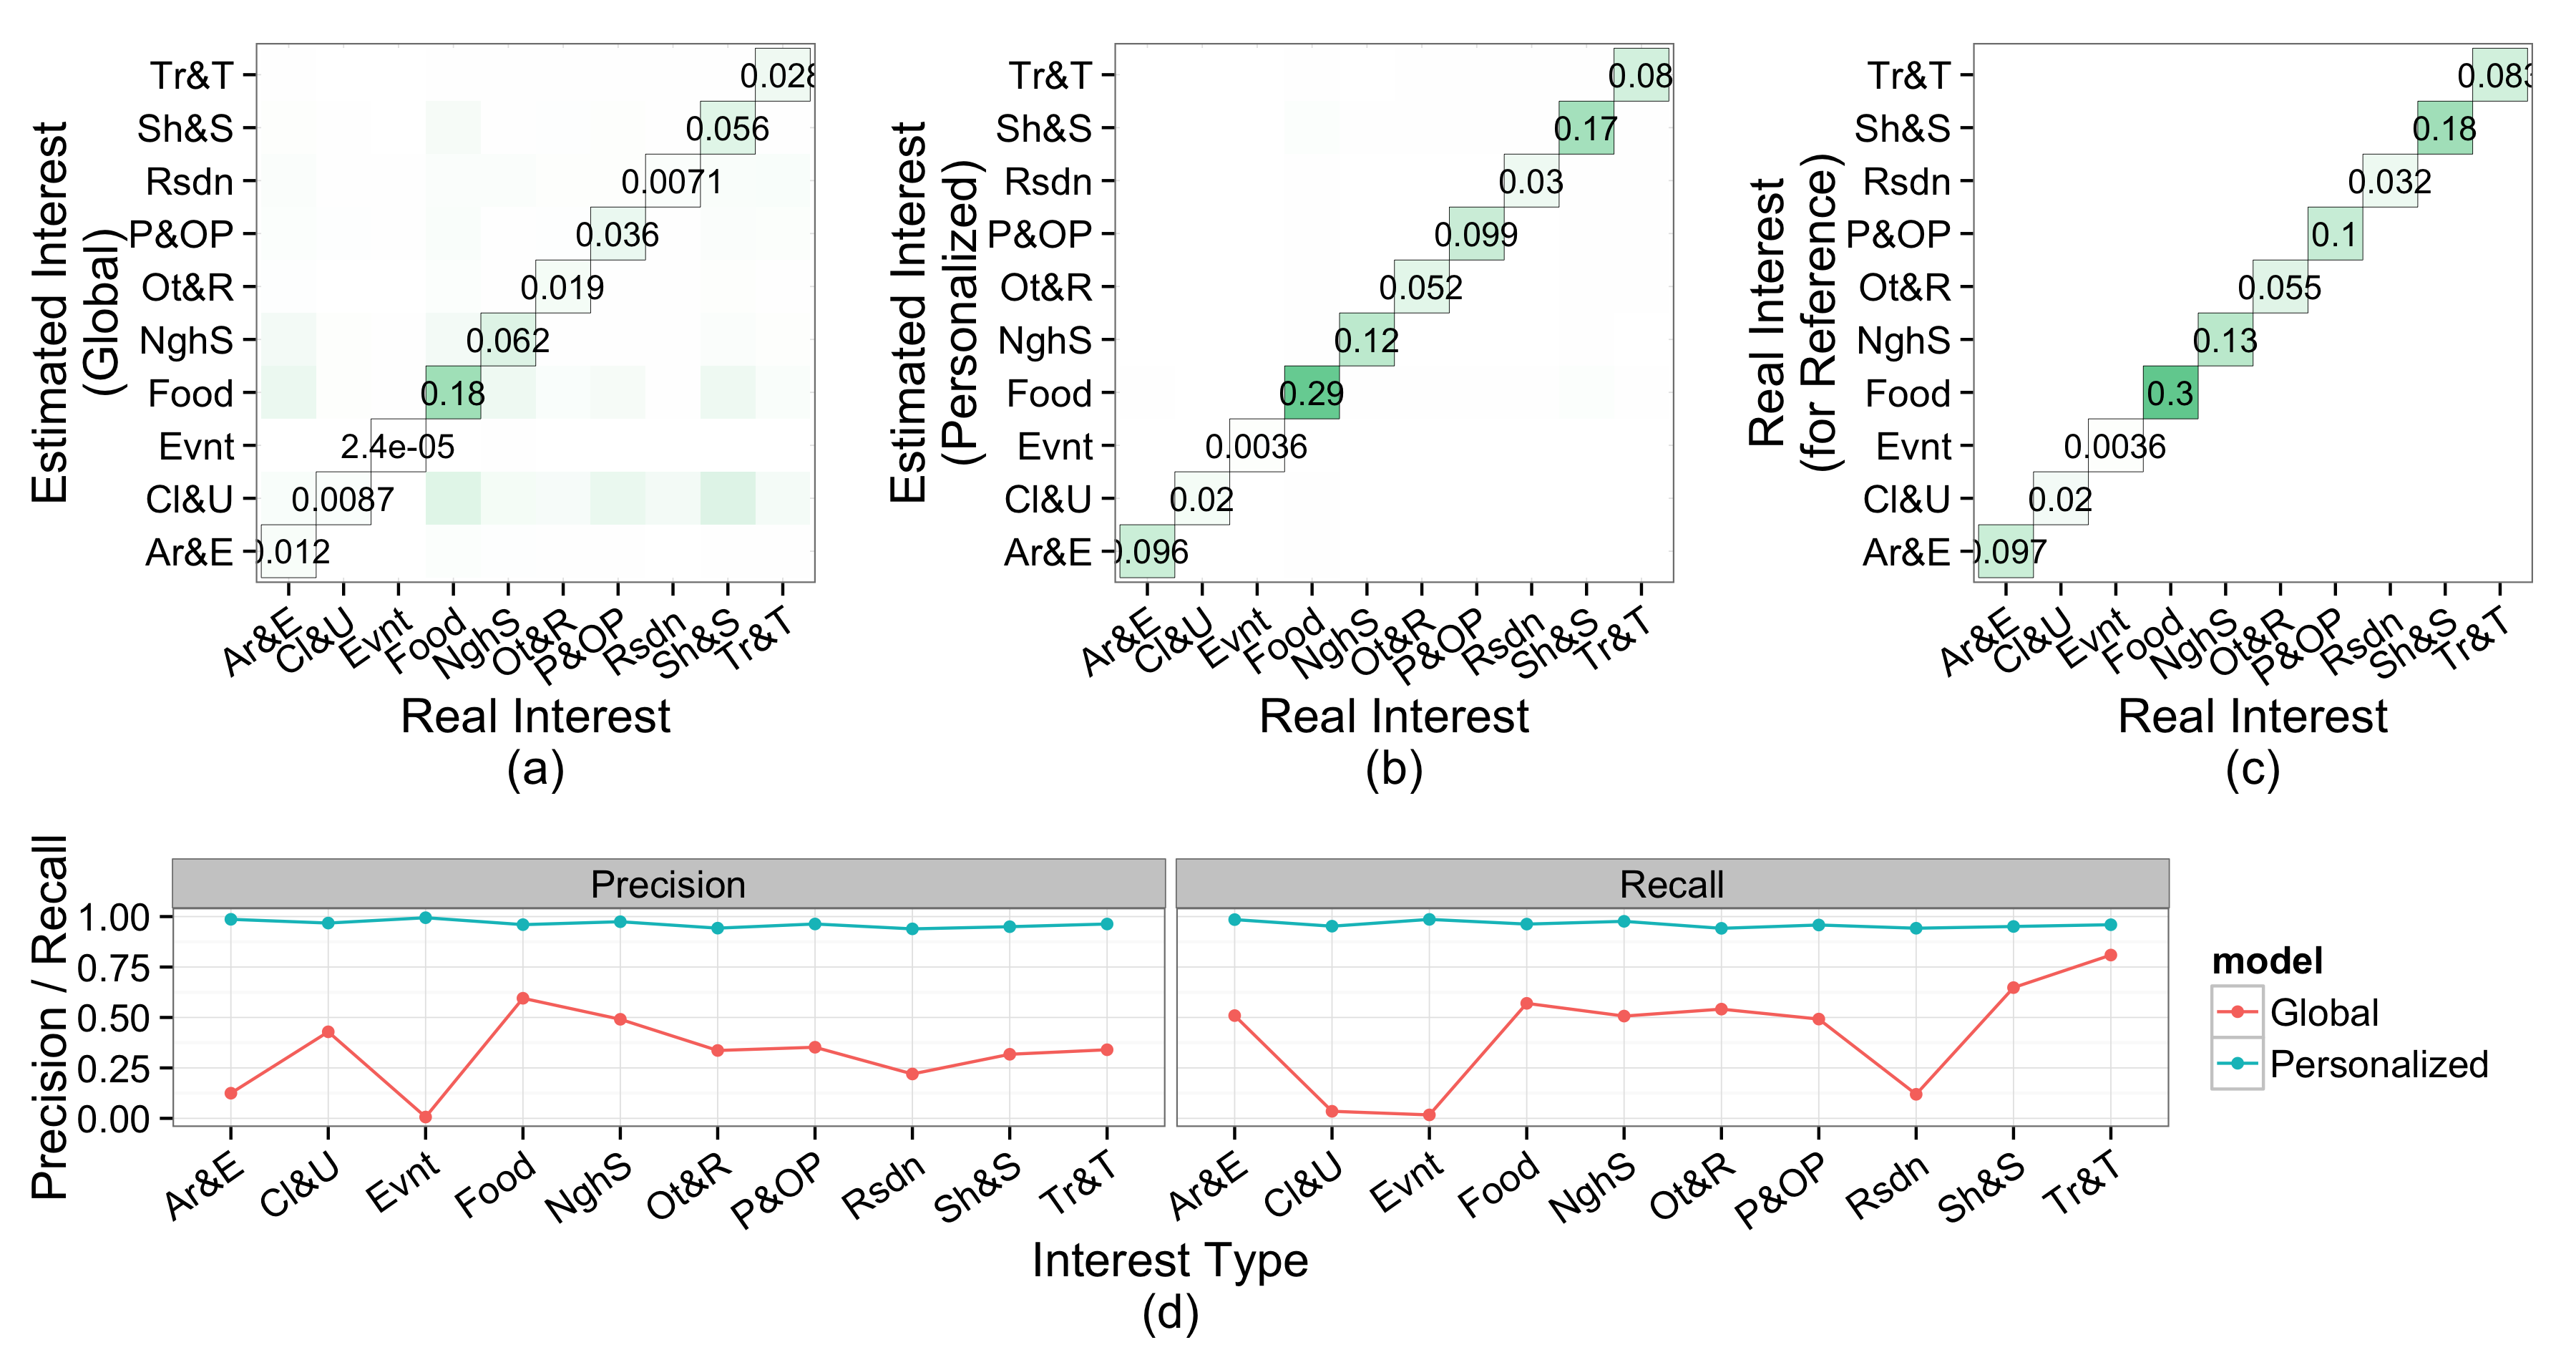 Estimated Interest
(Global)
Tr&T
Sh&S
Rsdn
P&OP
Ot&R
NghS
Food
Evnt
Cl&U
Ar&E
0.028
0.056
0.0071
0.036
0.019
0.062
0.18
2.4e-05
0.0087
0.012
Ar&E
Cl&U
Evnt
Food
NghS
Ot&R
P&OP
Rsdn
Sh&S
Tr&T
Real Interest
(a)
Estimated Interest
(Personalized)
Tr&T
Sh&S
Rsdn
P&OP
Ot&R
NghS
Food
Evnt
Cl&U
Ar&E
0.08
0.17
0.03
0.099
0.052
0.12
0.29
0.0036
0.02
0.096
Ar&E
Cl&U
Evnt
Food
NghS
Ot&R
P&OP
Rsdn
Sh&S
Tr&T
Real Interest
(b)
Real Interest
(for Reference)
Tr&T
Sh&S
Rsdn
P&OP
Ot&R
NghS
Food
Evnt
Cl&U
Ar&E
0.083
0.18
0.032
0.1
0.055
0.13
0.3
0.0036
0.02
0.097
Ar&E
Cl&U
Evnt
Food
NghS
Ot&R
P&OP
Rsdn
Sh&S
Tr&T
Real Interest
(c)
Precision / Recall
Precision
Recall
1.00
0.75
0.50
0.25
0.00
Ar&E
Cl&U
Evnt
Food
NghS
Ot&R
P&OP
Rsdn
Sh&S
Tr&T
Ar&E
Cl&U
Evnt
Food
NghS
Ot&R
P&OP
Rsdn
Sh&S
Tr&T
Interest Type
(d)
model
Global
Personalized